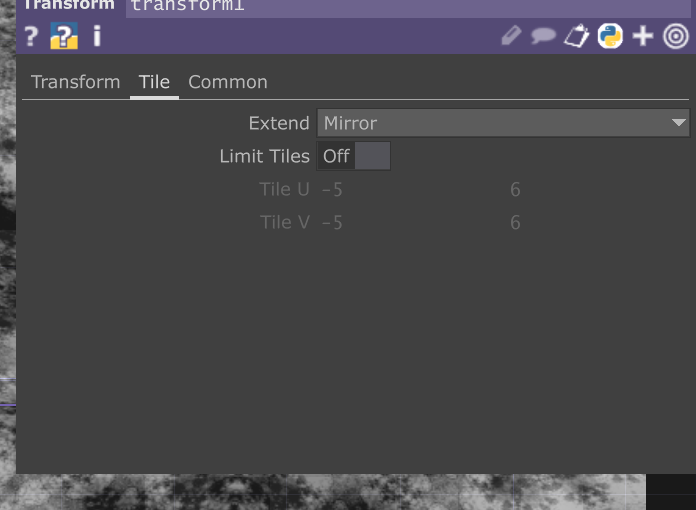 Transform transform1
? ? i
Transform Tile Common
Extend Mirror
Limit Tiles Off
Tile U -5 6
Tile V -5 6